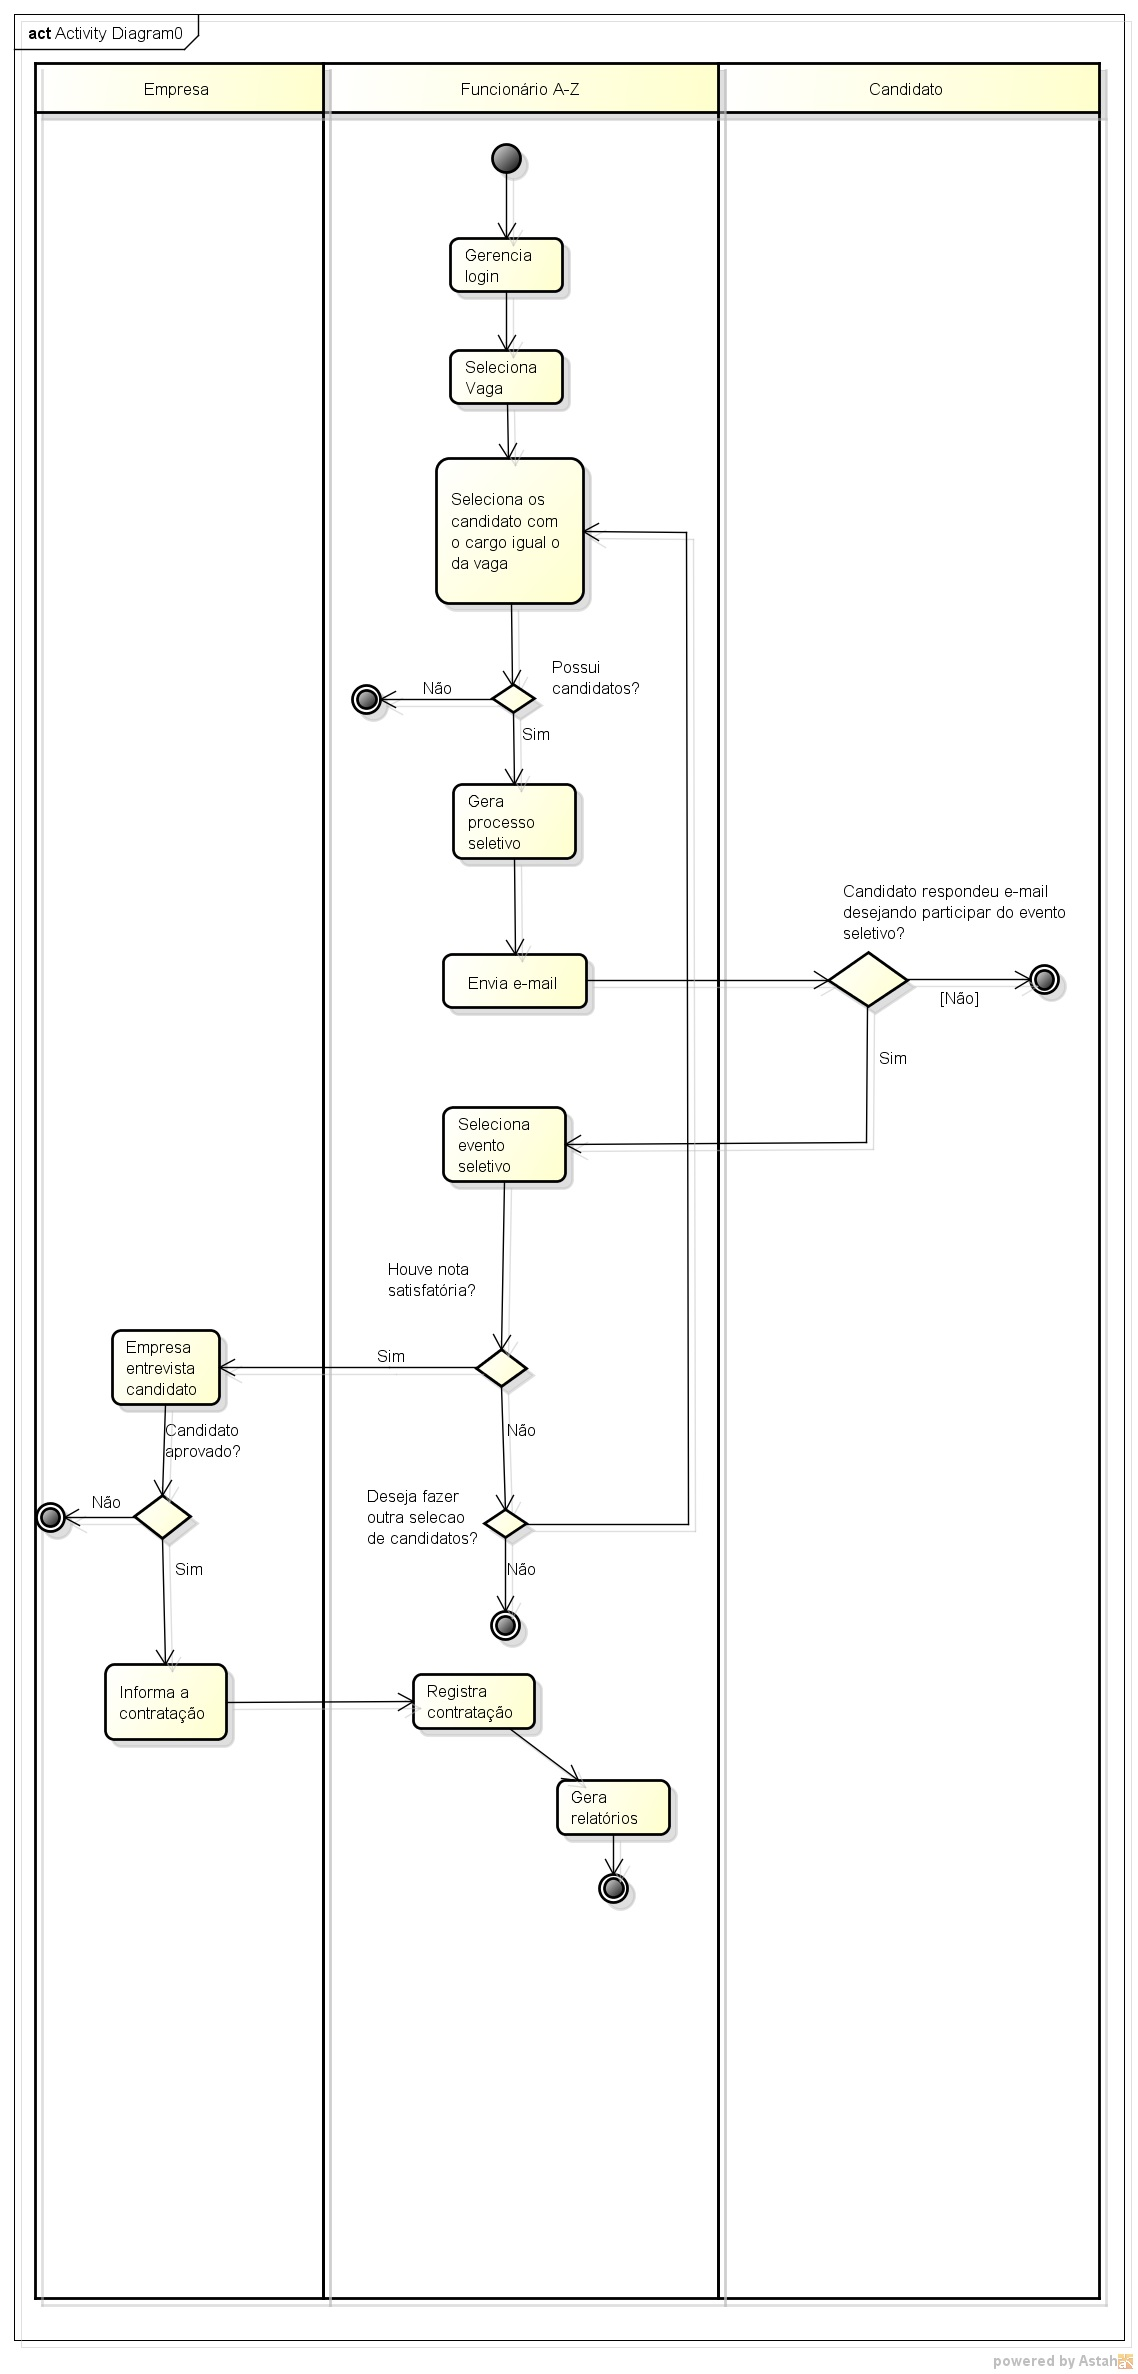 act Activity Diagram0
Empresa
Funcionário A-Z
Candidato
Gerencia
login
Seleciona
Vaga
Seleciona os
candidato com
o cargo igual o
da vaga
Possui
candidatos?
Não
Sim
Gera
processo
seletivo
Candidato respondeu e-mail
desejando participar do evento
seletivo?
Envia e-mail
[Não]
Sim
Seleciona
evento
seletivo
Houve nota
satisfatória?
Sim
Empresa
entrevista
candidato
Não
Candidato
aprovado?
Não
Deseja fazer
outra selecao
de candidatos?
Sim
Não
Informa a
contratação
Registra
contratação
Gera
relatórios
powered by Astah